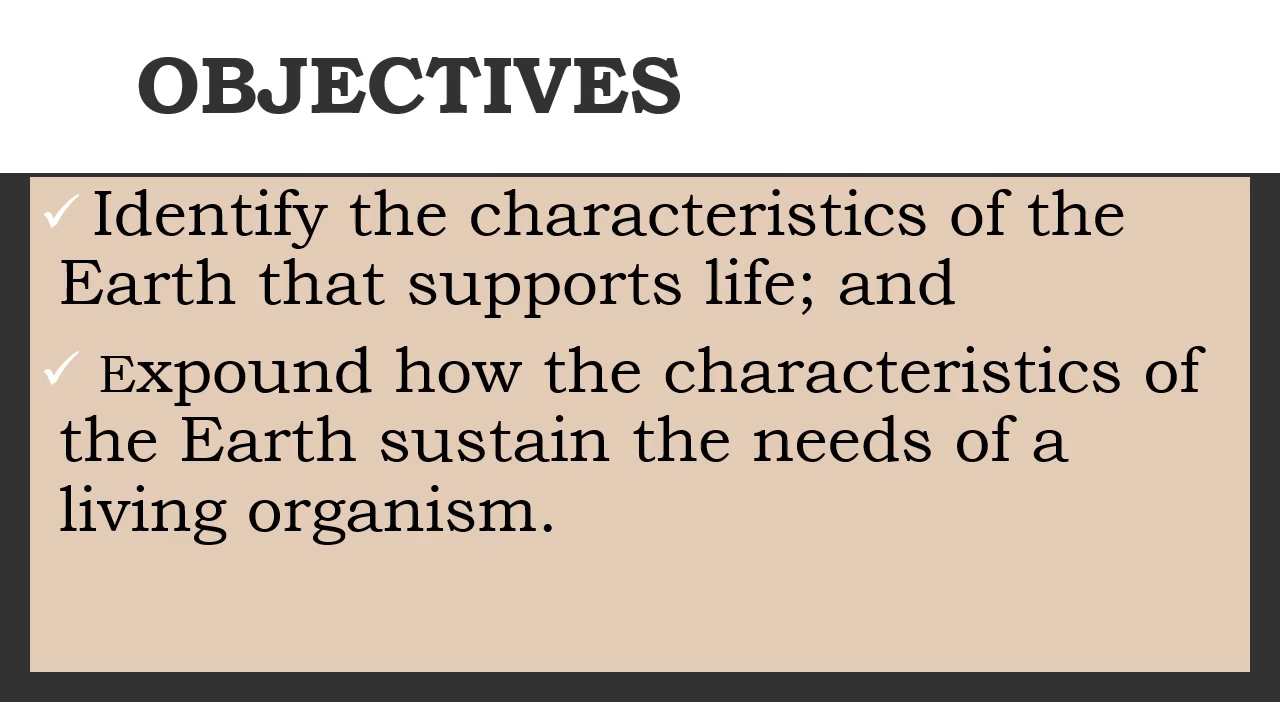 OBJECTIVES
✓ Identify the characteristics of the
Earth that supports life; and
✓ Expound how the characteristics of
the Earth sustain the needs of a
living organism.